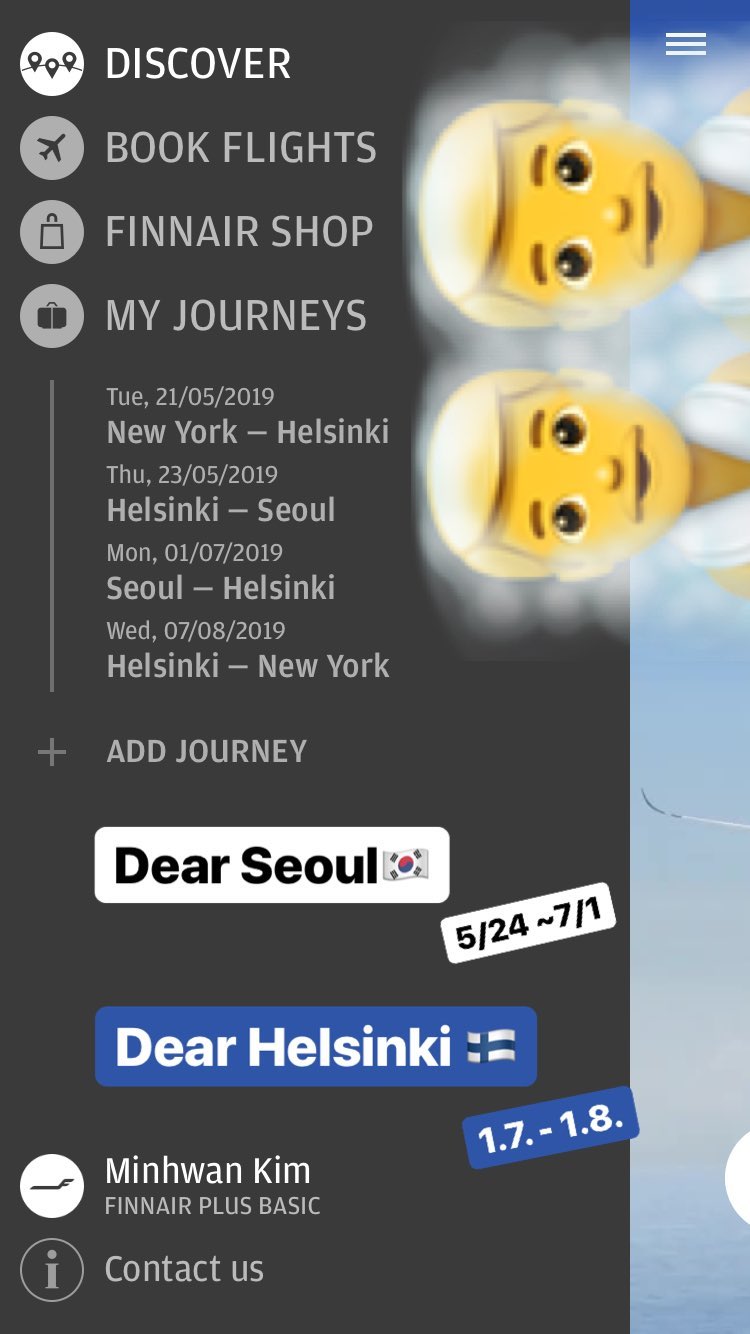 DISCOVER
BOOK FLIGHTS
FINNAIR SHOP
MY JOURNEYS
Tue, 21/05/2019
New York – Helsinki
Thu, 23/05/2019
Helsinki – Seoul
Mon, 01/07/2019
Seoul – Helsinki
Wed, 07/08/2019
Helsinki – New York
ADD JOURNEY
Dear Seoul🇰🇷
5/24 ~7/1
Dear Helsinki 🇫🇮
1.7. - 1.8.
Minhwan Kim
FINNAIR PLUS BASIC
Contact us